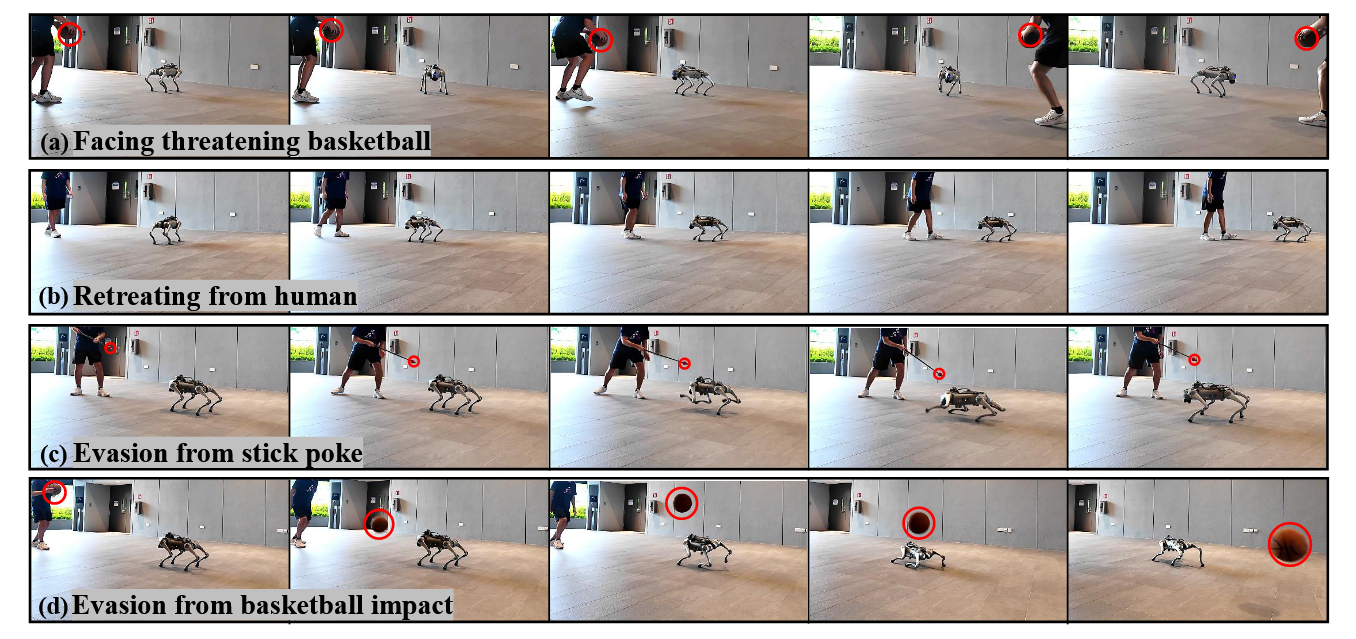 (a) Facing threatening basketball
(b) Retreating from human
(c) Evasion from stick poke
(d) Evasion from basketball impact